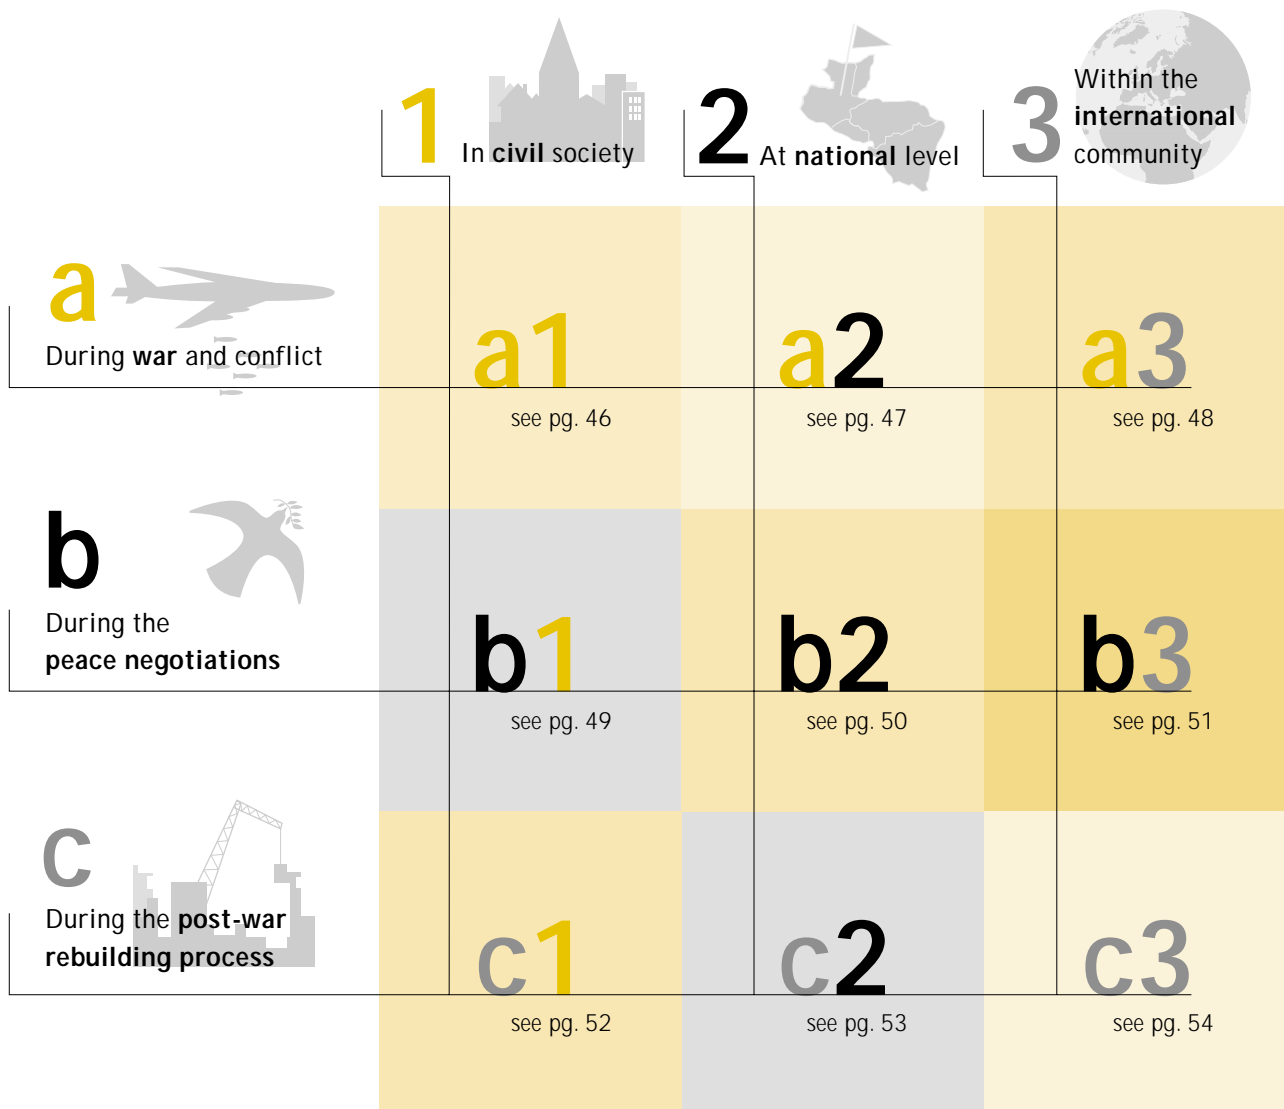 1
In civil society
2
At national level
3
Within the
international
community
a
During war and conflict
a1
see pg. 46
a2
see pg. 47
a3
see pg. 48
b
During the
peace negotiations
b1
see pg. 49
b2
see pg. 50
b3
see pg. 51
c
During the post-war
rebuilding process
c1
see pg. 52
c2
see pg. 53
c3
see pg. 54